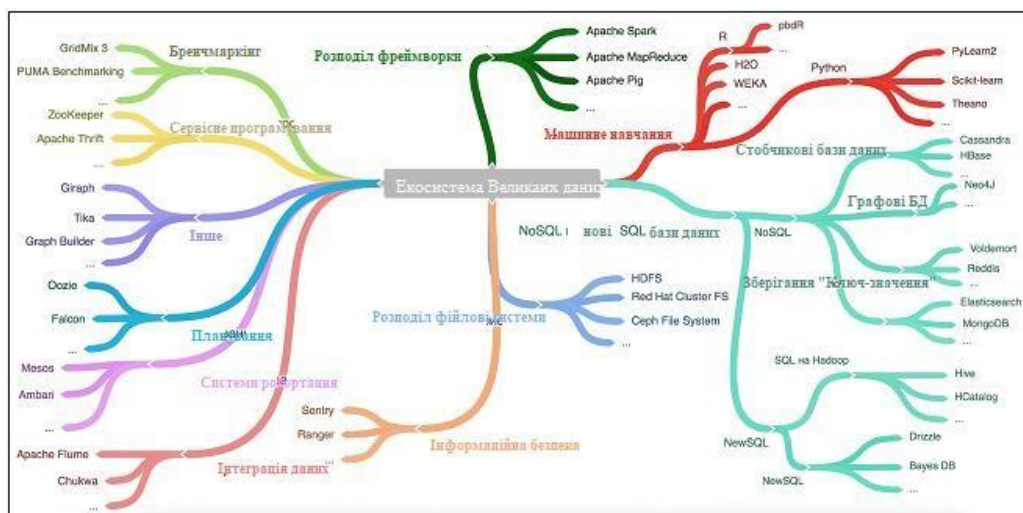 GridMix 3
PUMA Benchmarking
...
Бренчмаркінг
ZooKeeper
Apache Thrift
...
Сервісне програмування
Giraph
Tika
Graph Builder
...
Інше
Oozie
Falcon
...
Планування
Mesos
Ambari
...
Системи розгортання
Apache Flume
Chukwa
...
Інтеграція даних
Розподіл фреймворки
Apache Spark
Apache MapReduce
Apache Pig
...
Екосистема Великих даних
Машинне навчання
R
pbdR
...
H2O
WEKA
...
Python
PyLearn2
Scikit-learn
Theano
...
NoSQL і нові SQL бази даних
NoSQL
Стобчикові бази даних
Cassandra
HBase
...
Графові БД
Neo4J
...
Зберігання "Ключ-значення"
Voldemort
Reddis
...
Elasticsearch
MongoDB
...
NewSQL
SQL на Hadoop
Hive
HCatalog
...
NewSQL
Drizzle
Bayes DB
...
Розподіл файлові системи
HDFS
Red Hat Cluster FS
Ceph File System
...
Інформаційна безпека
Sentry
Ranger
...